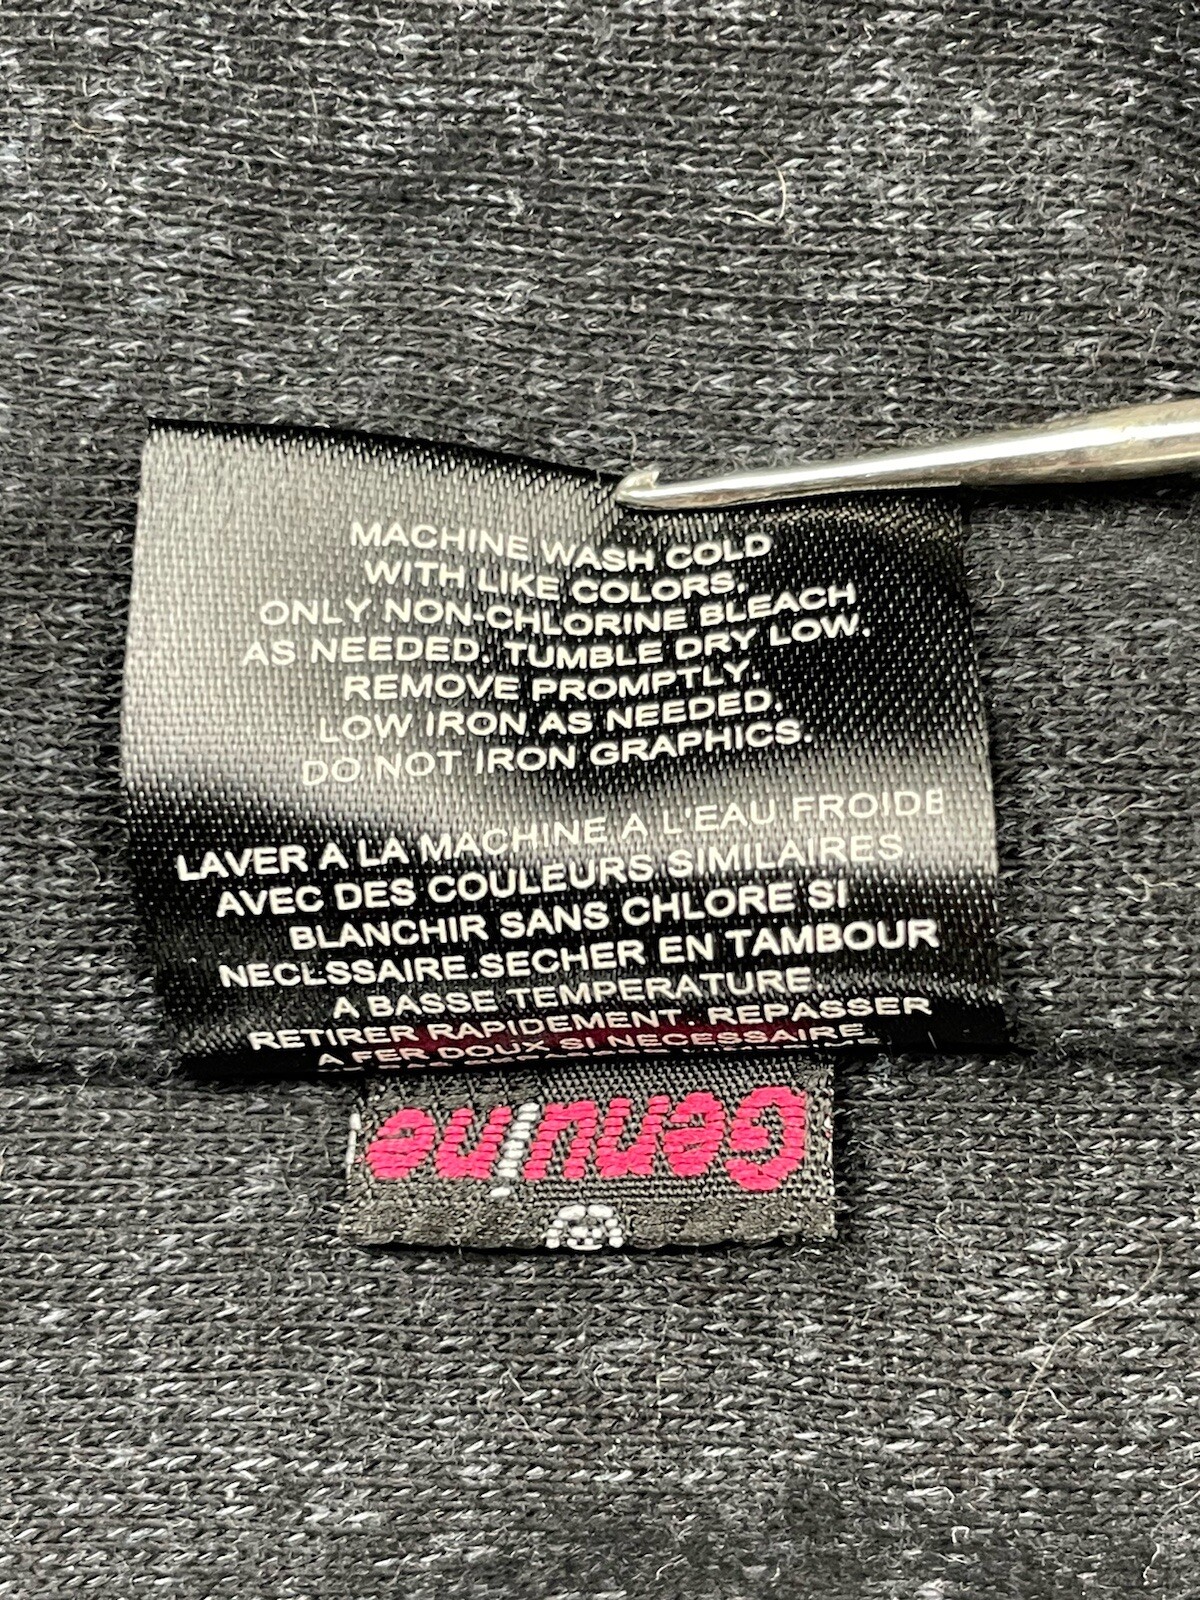 MACHINE WASH COLD
WITH LIKE COLORS.
ONLY NON-CHLORINE BLEACH
AS NEEDED. TUMBLE DRY LOW.
REMOVE PROMPTLY.
LOW IRON AS NEEDED.
DO NOT IRON GRAPHICS.
LAVER A LA MACHINE A L'EAU FROIDE
AVEC DES COULEURS SIMILAIRES
BLANCHIR SANS CHLORE SI
NECESSAIRE.SECHER EN TAMBOUR
A BASSE TEMPERATURE.
RETIRER RAPIDEMENT. REPASSER
A FER DOUX SI NECESSAIRE
Genuine